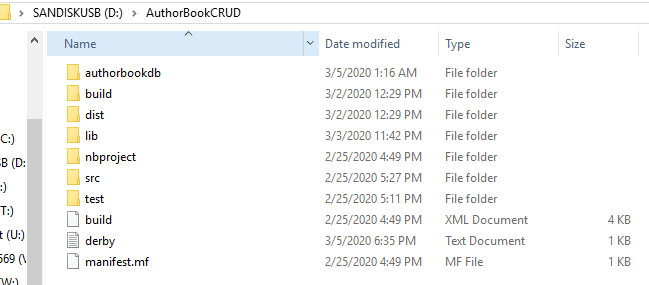 SANDISKUSB (D:) > AuthorBookCRUD
Name Date modified Type Size
authorbookdb 3/5/2020 1:16 AM File folder
build 3/2/2020 12:29 PM File folder
dist 3/2/2020 12:29 PM File folder
C:) lib 3/3/2020 11:42 PM File folder
SB (D: nbproject 2/25/2020 4:49 PM File folder
:) src 2/25/2020 5:27 PM File folder
T:) test 2/25/2020 5:11 PM File folder
build 2/25/2020 4:49 PM XML Document 4 KB
t (U:) derby 3/5/2020 6:35 PM Text Document 1 KB
569 (\ manifest.mf 2/25/2020 4:49 PM MF File 1 KB
W:)